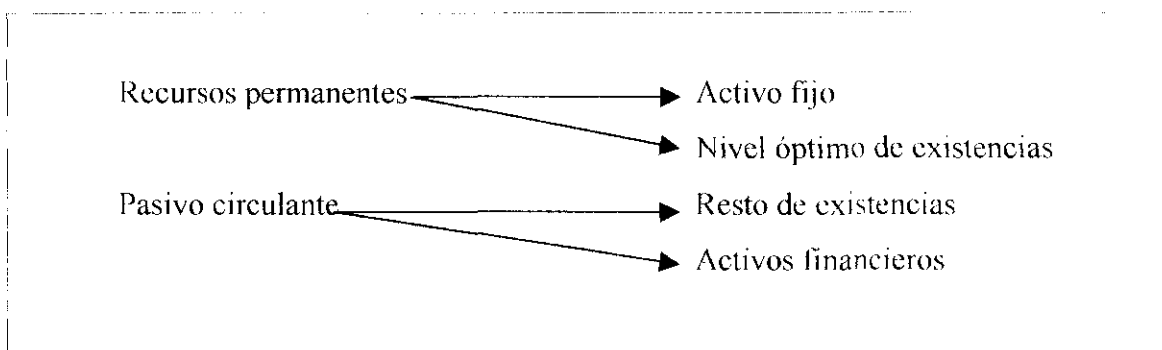 Recursos permanentes Activo fijo
Nivel óptimo de existencias
Pasivo circulante Resto de existencias
Activos financieros